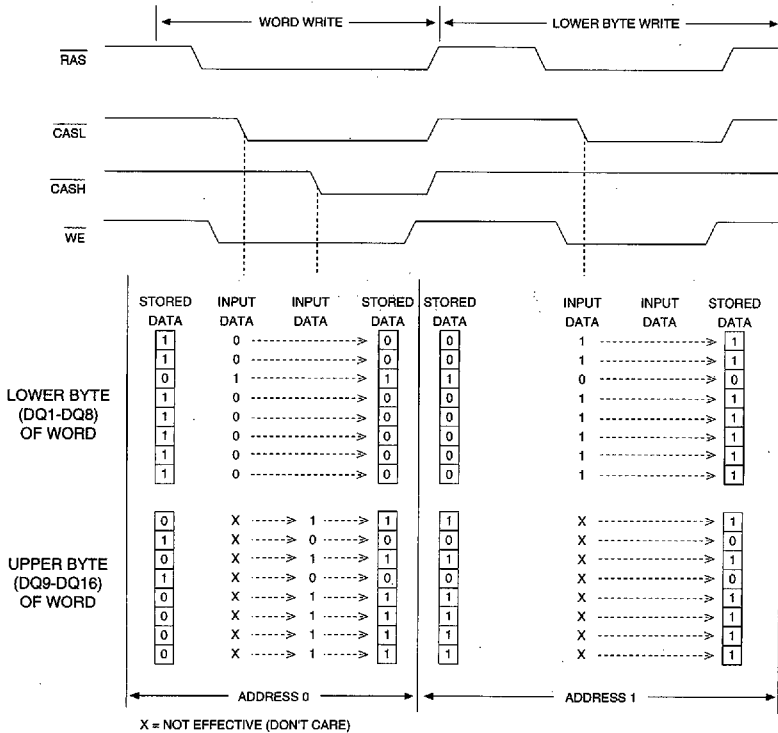 WORD WRITE LOWER BYTE WRITE
RAS
CASL
CASH
WE
STORED INPUT INPUT STORED STORED INPUT INPUT STORED
DATA DATA DATA DATA DATA DATA DATA DATA
1 0 0 0 1 1
1 0 0 0 1 1
0 1 1 1 0 0
LOWER BYTE 1 0 0 0 1 1
(DQ1-DQ8) 1 0 0 0 1 1
OF WORD 1 0 0 0 1 1
1 0 0 0 1 1
1 0 0 0 1 1
0 X 1 1 1 X 1
1 X 0 0 0 X 0
UPPER BYTE 0 X 1 1 1 X 1
(DQ9-DQ16) 1 X 0 0 0 X 0
OF WORD 0 X 1 1 1 X 1
0 X 1 1 1 X 1
0 X 1 1 1 X 1
0 X 1 1 1 X 1
ADDRESS 0 ADDRESS 1
X = NOT EFFECTIVE (DON'T CARE)